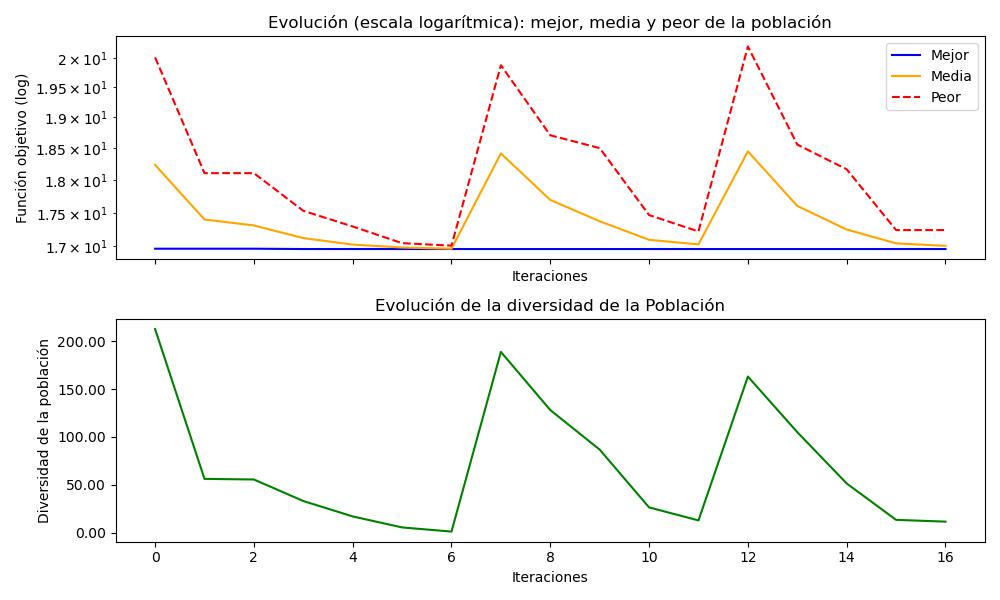 Evolución (escala logarítmica): mejor, media y peor de la población
Función objetivo (log)
2 × 10¹
1.95 × 10¹
1.9 × 10¹
1.85 × 10¹
1.8 × 10¹
1.75 × 10¹
1.7 × 10¹
Mejor
Media
Peor
Iteraciones
Evolución de la diversidad de la Población
Diversidad de la población
200.00
150.00
100.00
50.00
0.00
0 2 4 6 8 10 12 14 16
Iteraciones